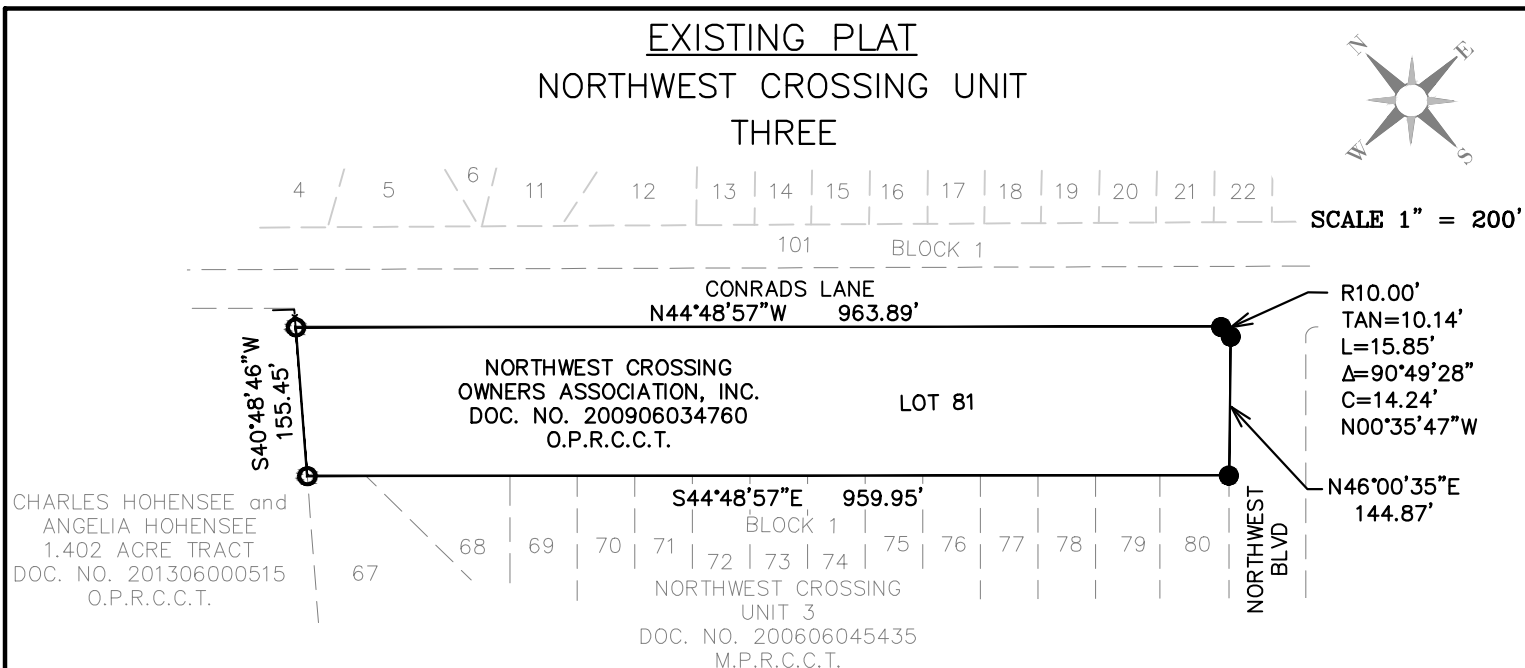 EXISTING PLAT
NORTHWEST CROSSING UNIT
THREE
N
E
W
S
SCALE 1" = 200'
4
5
6
11
12
13
14
15
16
17
18
19
20
21
22
101
BLOCK 1
CONRADS LANE
N44°48'57"W 963.89'
R10.00'
TAN=10.14'
L=15.85'
Δ=90°49'28"
C=14.24'
N00°35'47"W
S40°48'46"W
155.45'
NORTHWEST CROSSING
OWNERS ASSOCIATION, INC.
DOC. NO. 200906034760
O.P.R.C.C.T.
LOT 81
N46°00'35"E
144.87'
S44°48'57"E 959.95'
NORTHWEST
BLVD
CHARLES HOHENSEE and
ANGELIA HOHENSEE
1.402 ACRE TRACT
DOC. NO. 201306000515
O.P.R.C.C.T.
BLOCK 1
67
68
69
70
71
72
73
74
75
76
77
78
79
80
NORTHWEST CROSSING
UNIT 3
DOC. NO. 200606045435
M.P.R.C.C.T.